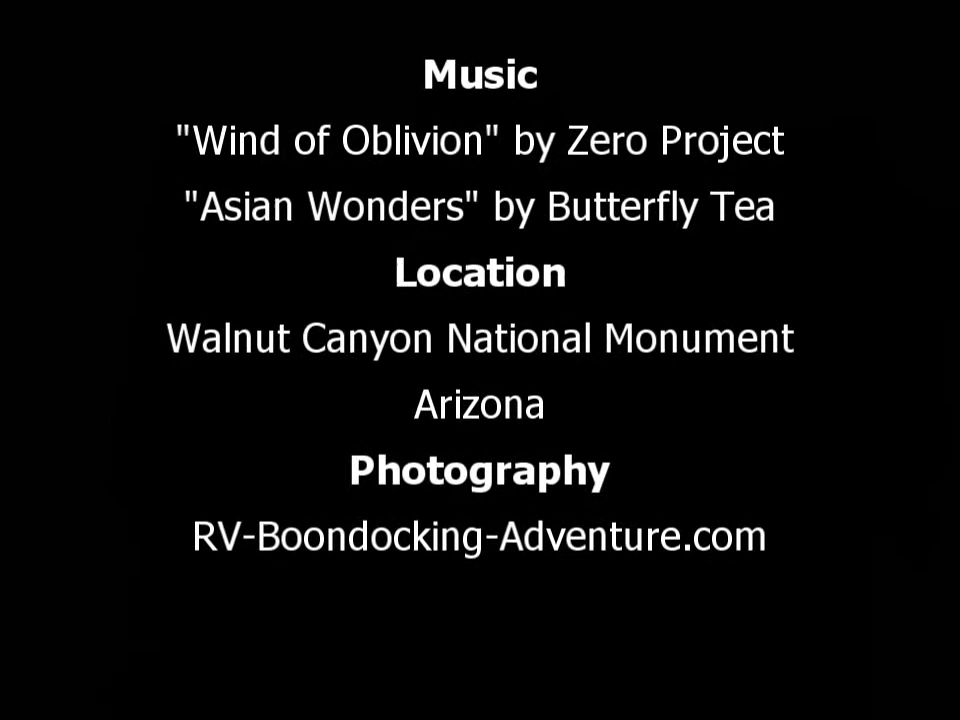 Music
"Wind of Oblivion" by Zero Project
"Asian Wonders" by Butterfly Tea
Location
Walnut Canyon National Monument
Arizona
Photography
RV-Boondocking-Adventure.com